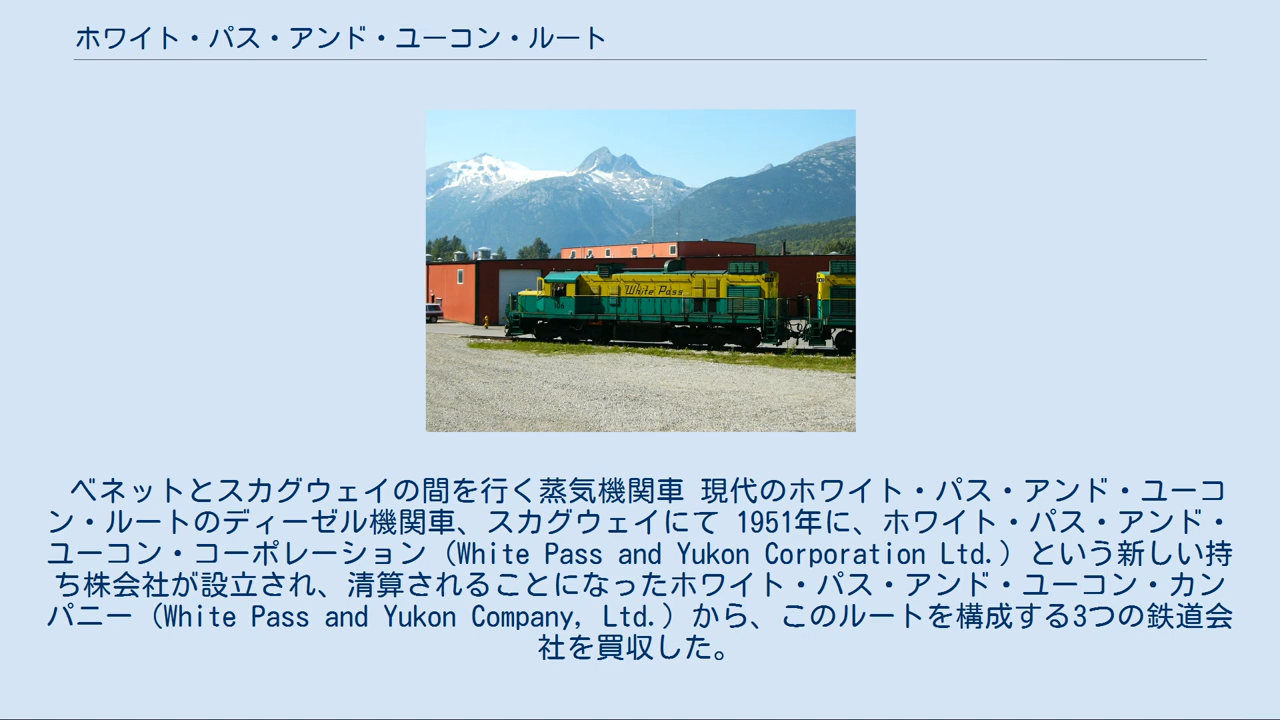 ホワイト・パス・アンド・ユーコン・ルート
White Pass
ベネットとスカグウェイの間を行く蒸気機関車 現代のホワイト・パス・アンド・ユーコ
ン・ルートのディーゼル機関車、スカグウェイにて 1951年に、ホワイト・パス・アンド・
ユーコン・コーポレーション（White Pass and Yukon Corporation Ltd.）という新しい持
ち株会社が設立され、清算されることになったホワイト・パス・アンド・ユーコン・カン
パニー（White Pass and Yukon Company, Ltd.）から、このルートを構成する3つの鉄道会
社を買収した。